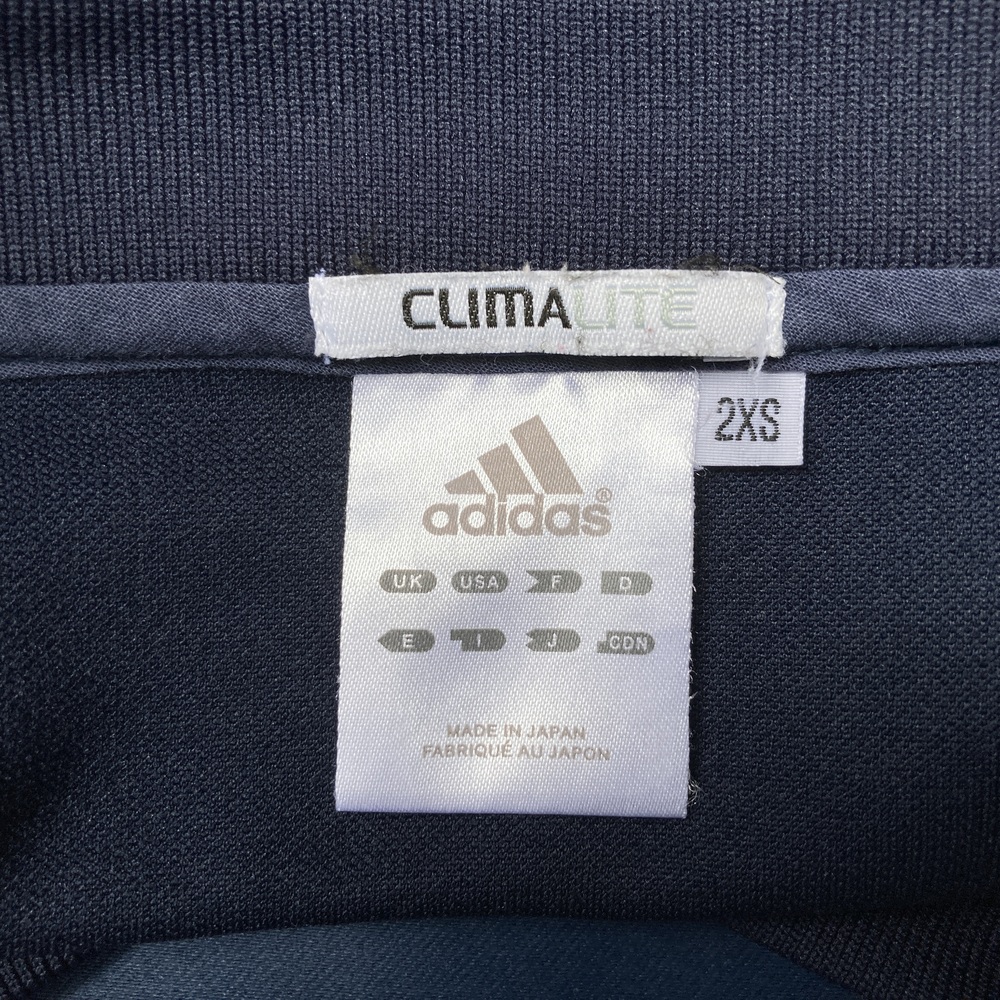 CLIMALITE
2XS
adidas®
UK USA F D
E I J CDN
MADE IN JAPAN
FABRIQUÉ AU JAPON